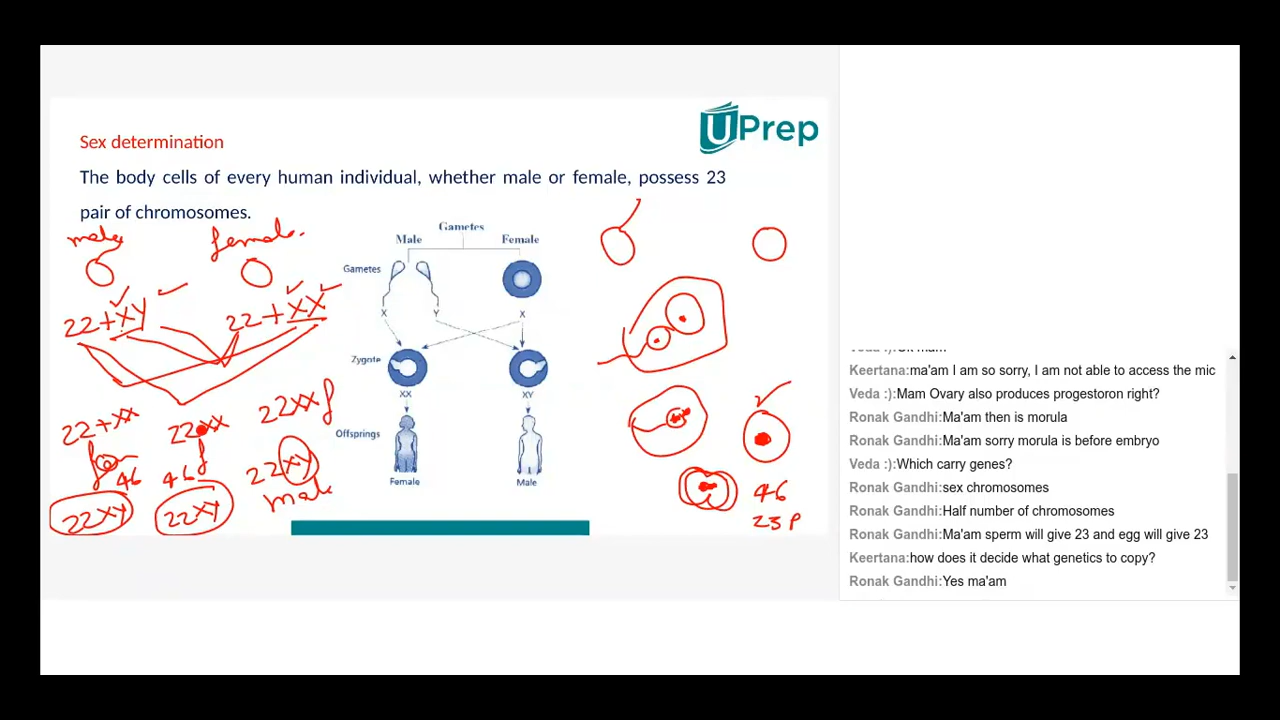 UPrep
Sex determination
The body cells of every human individual, whether male or female, possess 23
pair of chromosomes.
male
female.
22+XY
22+XX
22+xx
22xx
22xxf
46
46
f
22xy
male
22XY
22XY
Gametes
Male
Female
Gametes
X
Y
X
Zygote
XX
XY
Offsprings
Female
Male
46
23 P
Keertana:ma'am I am so sorry, I am not able to access the mic
Veda :):Mam Ovary also produces progestoron right?
Ronak Gandhi:Ma'am then is morula
Ronak Gandhi:Ma'am sorry morula is before embryo
Veda :):Which carry genes?
Ronak Gandhi:sex chromosomes
Ronak Gandhi:Half number of chromosomes
Ronak Gandhi:Ma'am sperm will give 23 and egg will give 23
Keertana:how does it decide what genetics to copy?
Ronak Gandhi:Yes ma'am